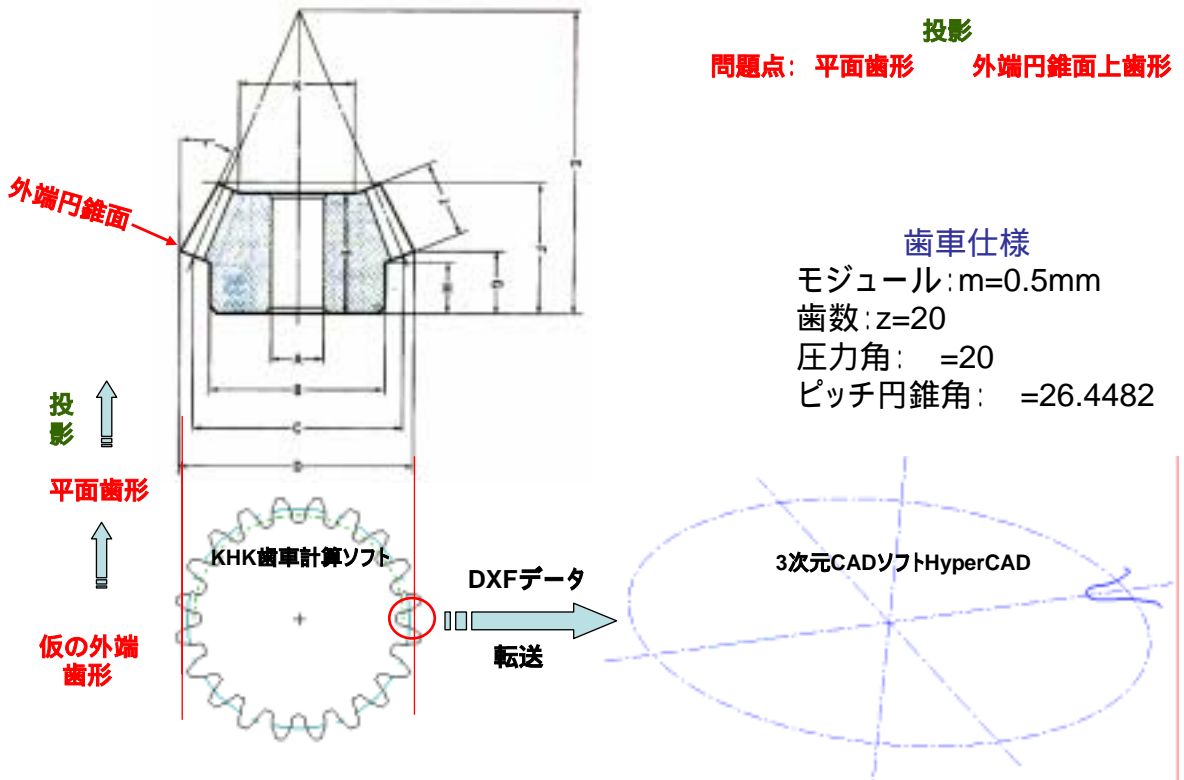 投影
問題点： 平面歯形 外端円錐面上歯形
外端円錐面
歯車仕様
モジュール：m=0.5mm
歯数：z=20
圧力角： =20
ピッチ円錐角： =26.4482
投
影
平面歯形
仮の外端
歯形
KHK歯車計算ソフト
DXFデータ
転送
3次元CADソフトHyperCAD
K
J
A
B
C
D